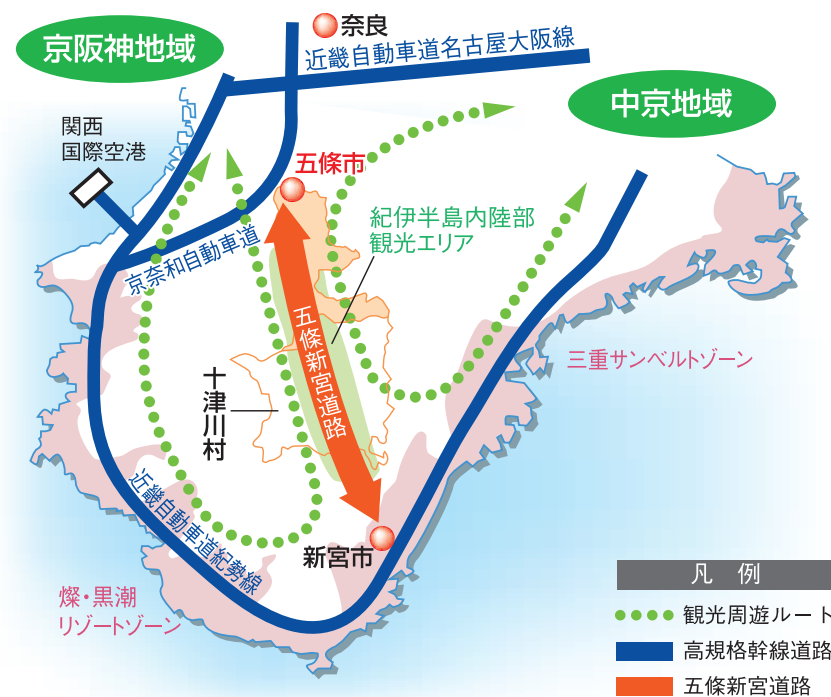 奈良
京阪神地域
近畿自動車道名古屋大阪線
中京地域
関西
国際空港
五條市
紀伊半島内陸部
観光エリア
京奈和自動車道
五條新宮道路
三重サンベルトゾーン
十津川村
近畿自動車道紀勢線
新宮市
燦・黒潮
リゾートゾーン
凡例
観光周遊ルート
高規格幹線道路
五條新宮道路